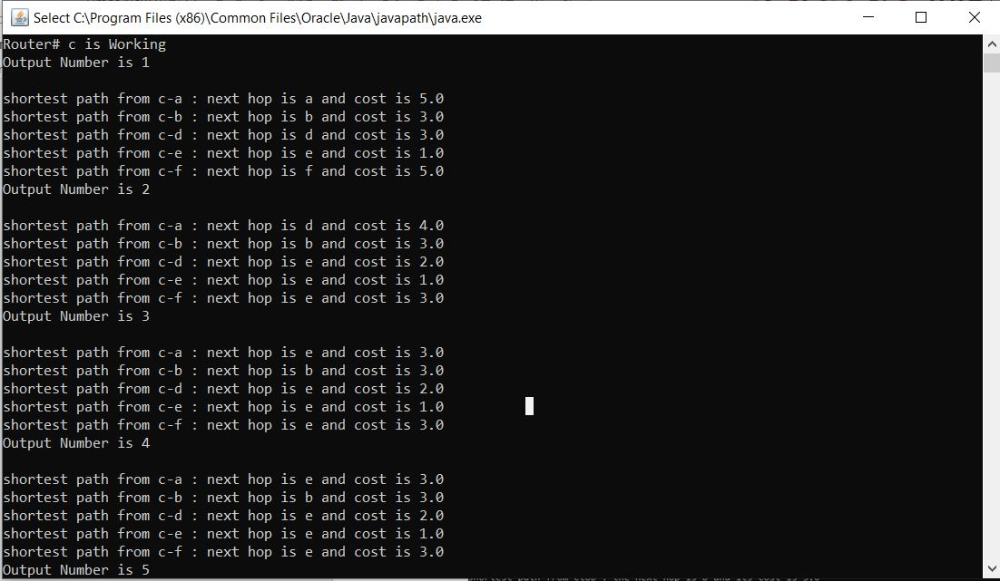 Select C:\Program Files (x86)\Common Files\Oracle\Java\javapath\java.exe
Router# c is Working
Output Number is 1
shortest path from c-a : next hop is a and cost is 5.0
shortest path from c-b : next hop is b and cost is 3.0
shortest path from c-d : next hop is d and cost is 3.0
shortest path from c-e : next hop is e and cost is 1.0
shortest path from c-f : next hop is f and cost is 5.0
Output Number is 2
shortest path from c-a : next hop is d and cost is 4.0
shortest path from c-b : next hop is b and cost is 3.0
shortest path from c-d : next hop is e and cost is 2.0
shortest path from c-e : next hop is e and cost is 1.0
shortest path from c-f : next hop is e and cost is 3.0
Output Number is 3
shortest path from c-a : next hop is e and cost is 3.0
shortest path from c-b : next hop is b and cost is 3.0
shortest path from c-d : next hop is e and cost is 2.0
shortest path from c-e : next hop is e and cost is 1.0
shortest path from c-f : next hop is e and cost is 3.0
Output Number is 4
shortest path from c-a : next hop is e and cost is 3.0
shortest path from c-b : next hop is b and cost is 3.0
shortest path from c-d : next hop is e and cost is 2.0
shortest path from c-e : next hop is e and cost is 1.0
shortest path from c-f : next hop is e and cost is 3.0
Output Number is 5